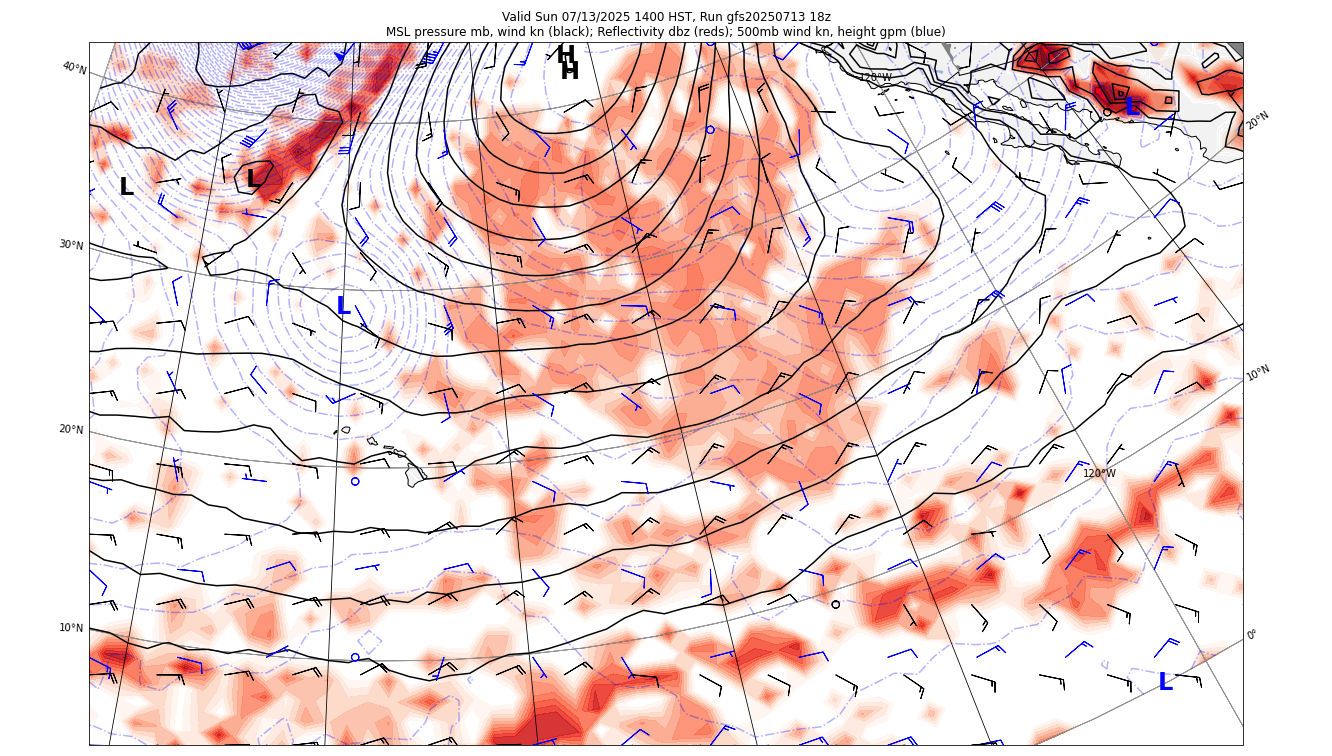 Valid Sun 07/13/2025 1400 HST, Run gfs20250713 18z
MSL pressure mb, wind kn (black); Reflectivity dbz (reds); 500mb wind kn, height gpm (blue)
H
H
40°N
120°W
L
20°N
L
L
30°N
L
10°N
20°N
120°W
10°N
0°
L